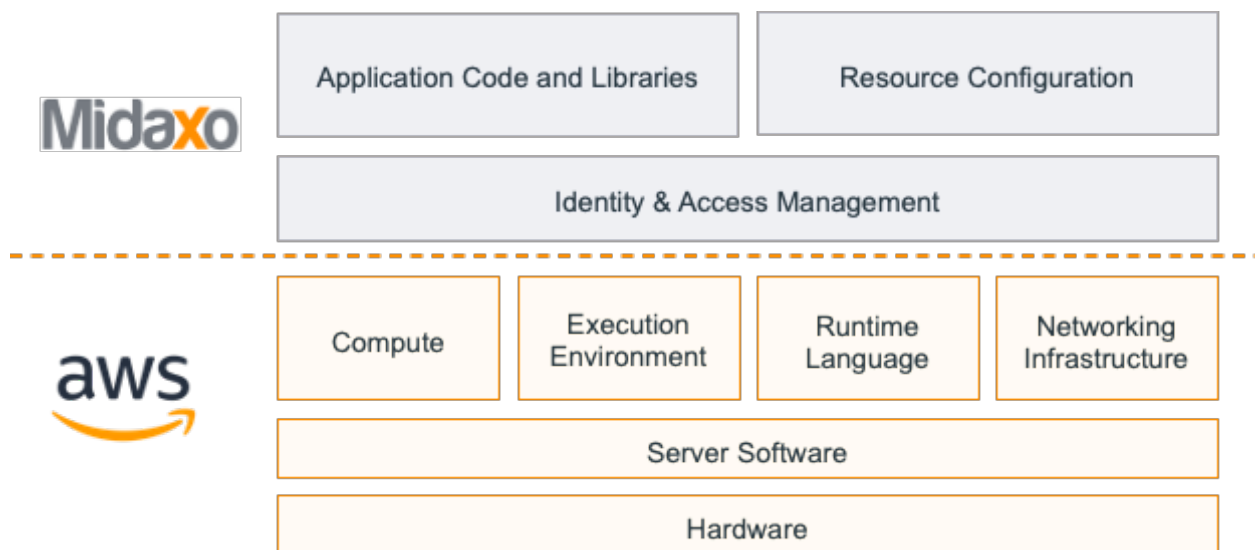 Application Code and Libraries
Resource Configuration
Midaxo
Identity & Access Management
Compute
Execution
Environment
Runtime
Language
Networking
Infrastructure
aws
Server Software
Hardware